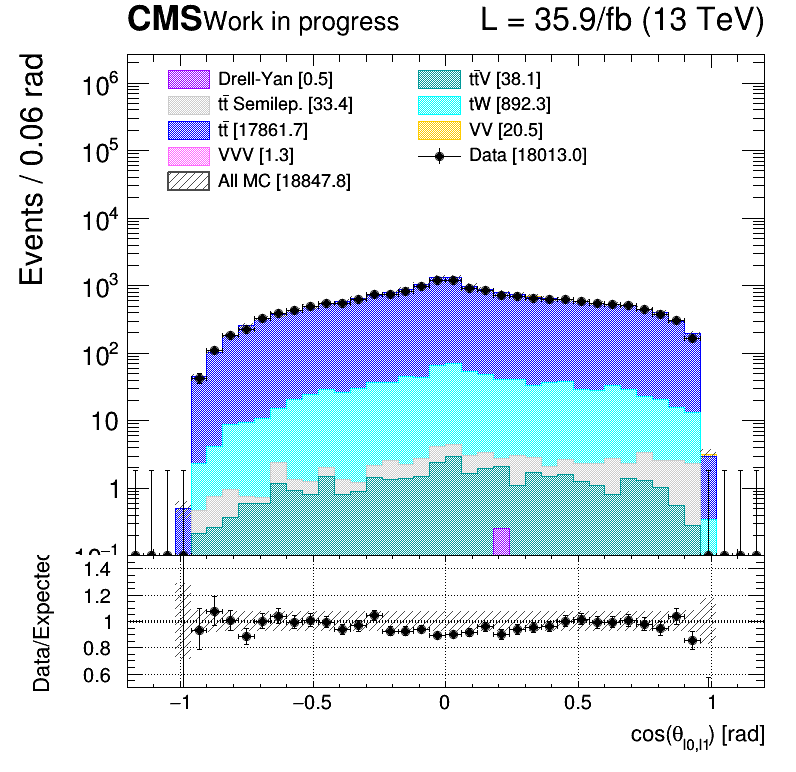 CMS Work in progress L = 35.9/fb (13 TeV)
Events / 0.06 rad
Drell-Yan [0.5]
tt̄ Semilep. [33.4]
tt̄ [17861.7]
VVV [1.3]
All MC [18847.8]
tt̄V [38.1]
tW [892.3]
VV [20.5]
Data [18013.0]
10⁶
10⁵
10⁴
10³
10²
10
1
10⁻¹
Data/Expected
1.4
1.2
1
0.8
0.6
−1 −0.5 0 0.5 1
cos(θ_l0,l1) [rad]